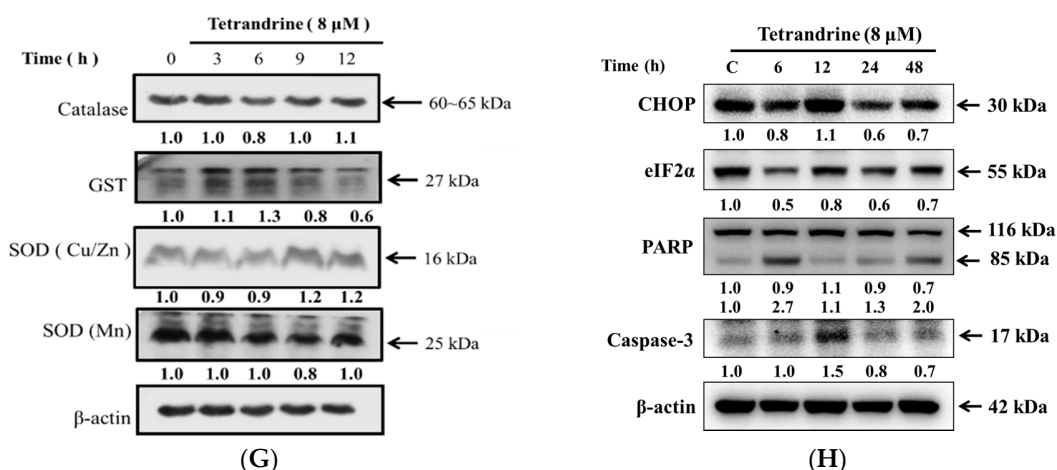 Tetrandrine ( 8 μM )
Time ( h ) 0 3 6 9 12
Catalase 60~65 kDa
1.0 1.0 0.8 1.0 1.1
GST 27 kDa
1.0 1.1 1.3 0.8 0.6
SOD ( Cu/Zn ) 16 kDa
1.0 0.9 0.9 1.2 1.2
SOD (Mn) 25 kDa
1.0 1.0 1.0 0.8 1.0
β-actin
(G)
Tetrandrine (8 μM)
Time (h) C 6 12 24 48
CHOP 30 kDa
1.0 0.8 1.1 0.6 0.7
eIF2α 55 kDa
1.0 0.5 0.8 0.6 0.7
116 kDa
PARP
85 kDa
1.0 0.9 1.1 0.9 0.7
1.0 2.7 1.1 1.3 2.0
Caspase-3 17 kDa
1.0 1.0 1.5 0.8 0.7
β-actin 42 kDa
(H)